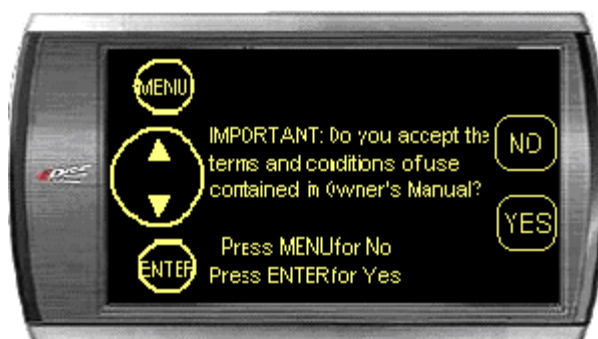 MENU
IMPORTANT: Do you accept the
terms and conditions of use
contained in Owner's Manual?
NO
YES
Press MENU for No
ENTER
Press ENTER for Yes